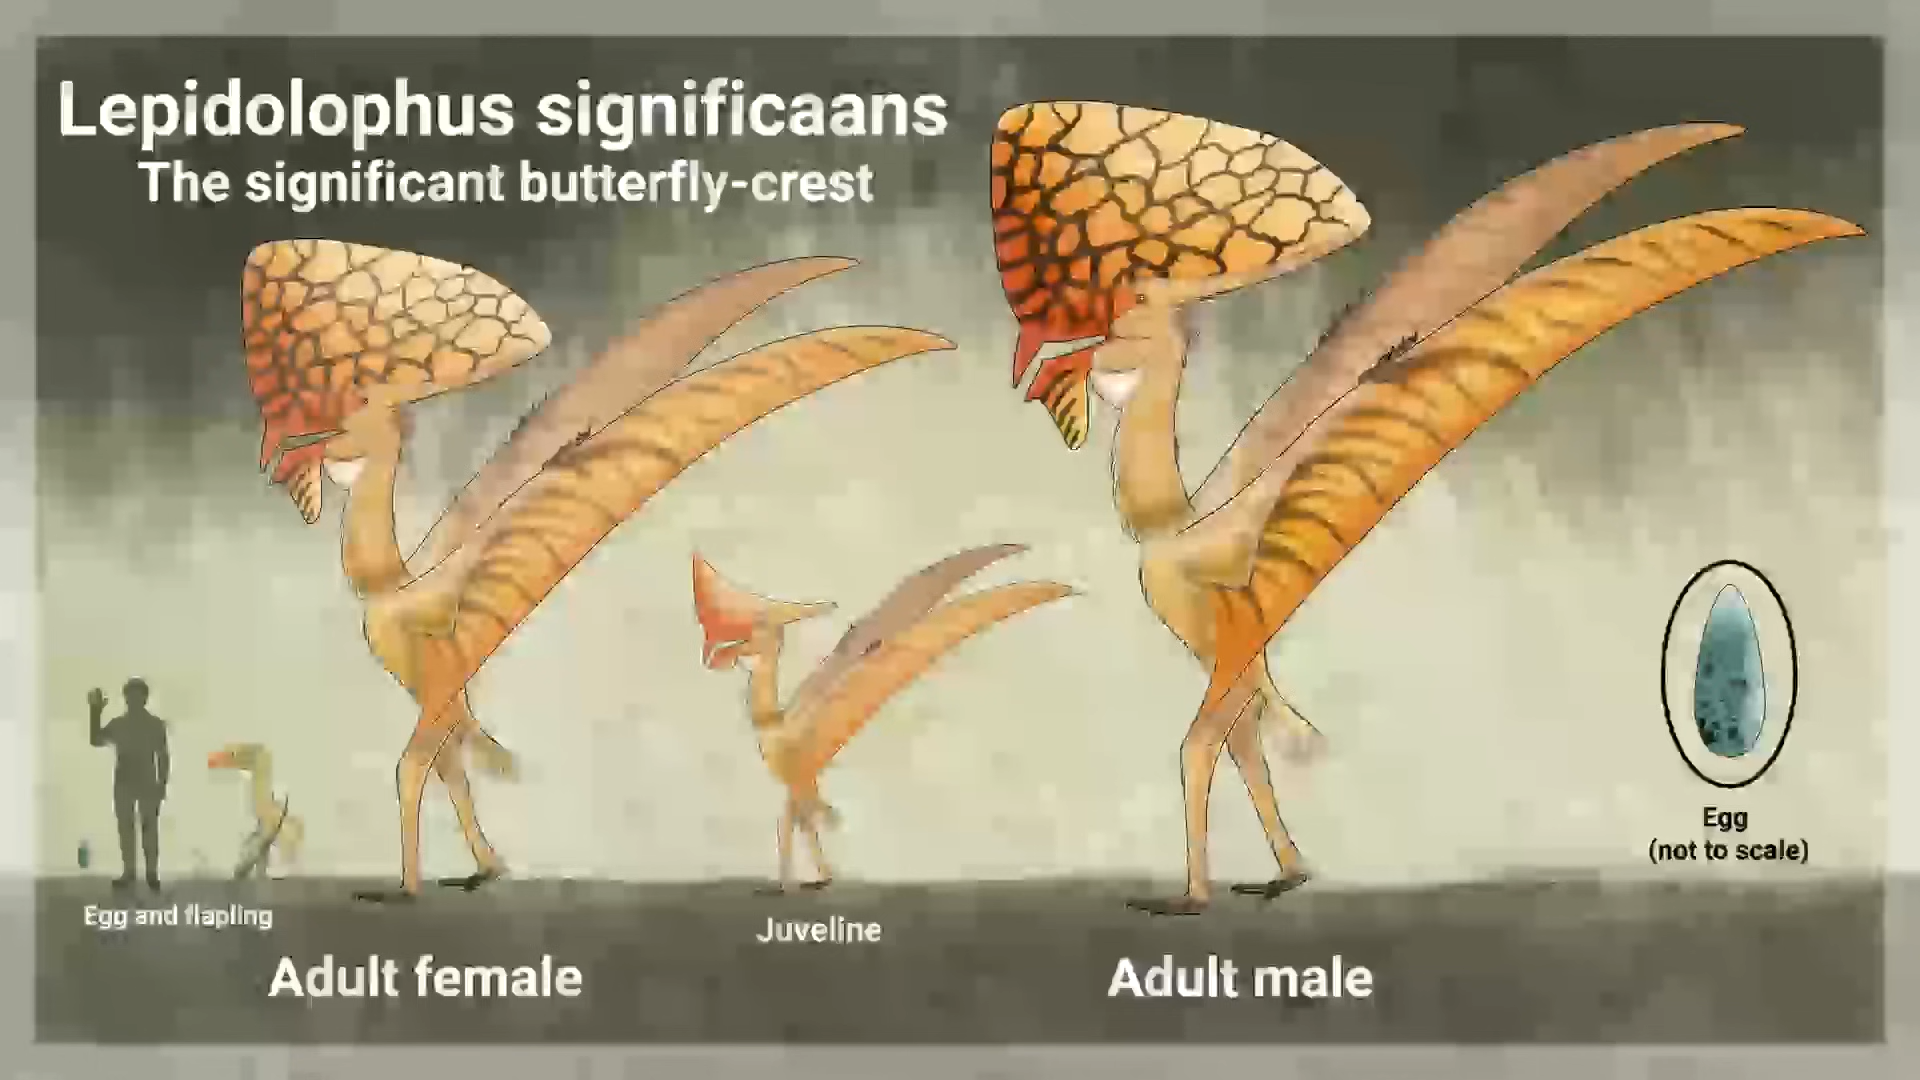 Lepidolophus significaans
The significant butterfly-crest
Egg
(not to scale)
Egg and flapling
Juveline
Adult female
Adult male